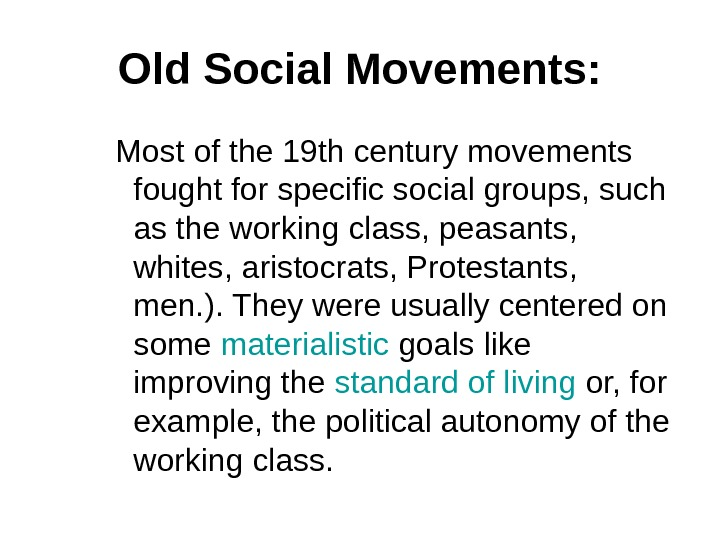 Old Social Movements:
Most of the 19th century movements
fought for specific social groups, such
as the working class, peasants,
whites, aristocrats, Protestants,
men.). They were usually centered on
some materialistic goals like
improving the standard of living or, for
example, the political autonomy of the
working class.